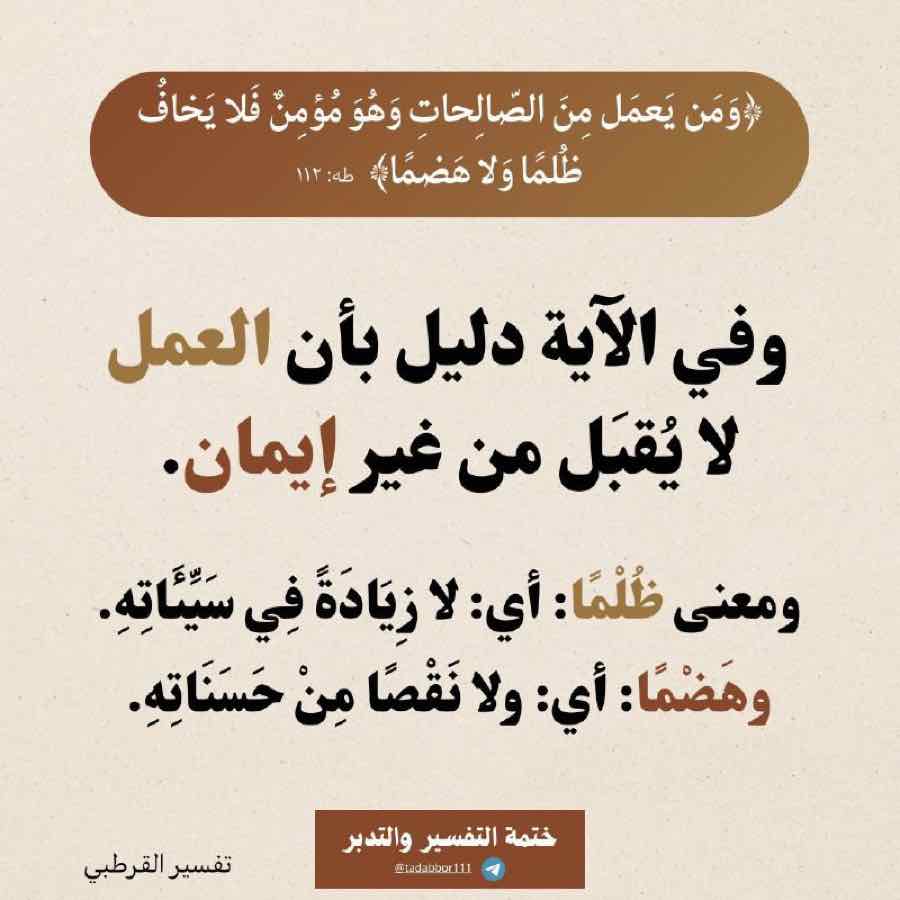 ﴿وَمَن يَعمَل مِنَ الصّالِحاتِ وَهُوَ مُؤمِنٌ فَلا يَخافُ
ظُلمًا وَلا هَضمًا﴾ طه: ١١٢
وفي الآية دليل بأن العمل
لا يُقبَل من غير إيمان.
ومعنى ظُلْمًا: أي: لا زِيَادَةً فِي سَيِّئَاتِهِ.
وهَضْمًا: أي: ولا نَقْصًا مِنْ حَسَنَاتِهِ.
ختمة التفسير والتدبر
@tadabbor111
تفسير القرطبي